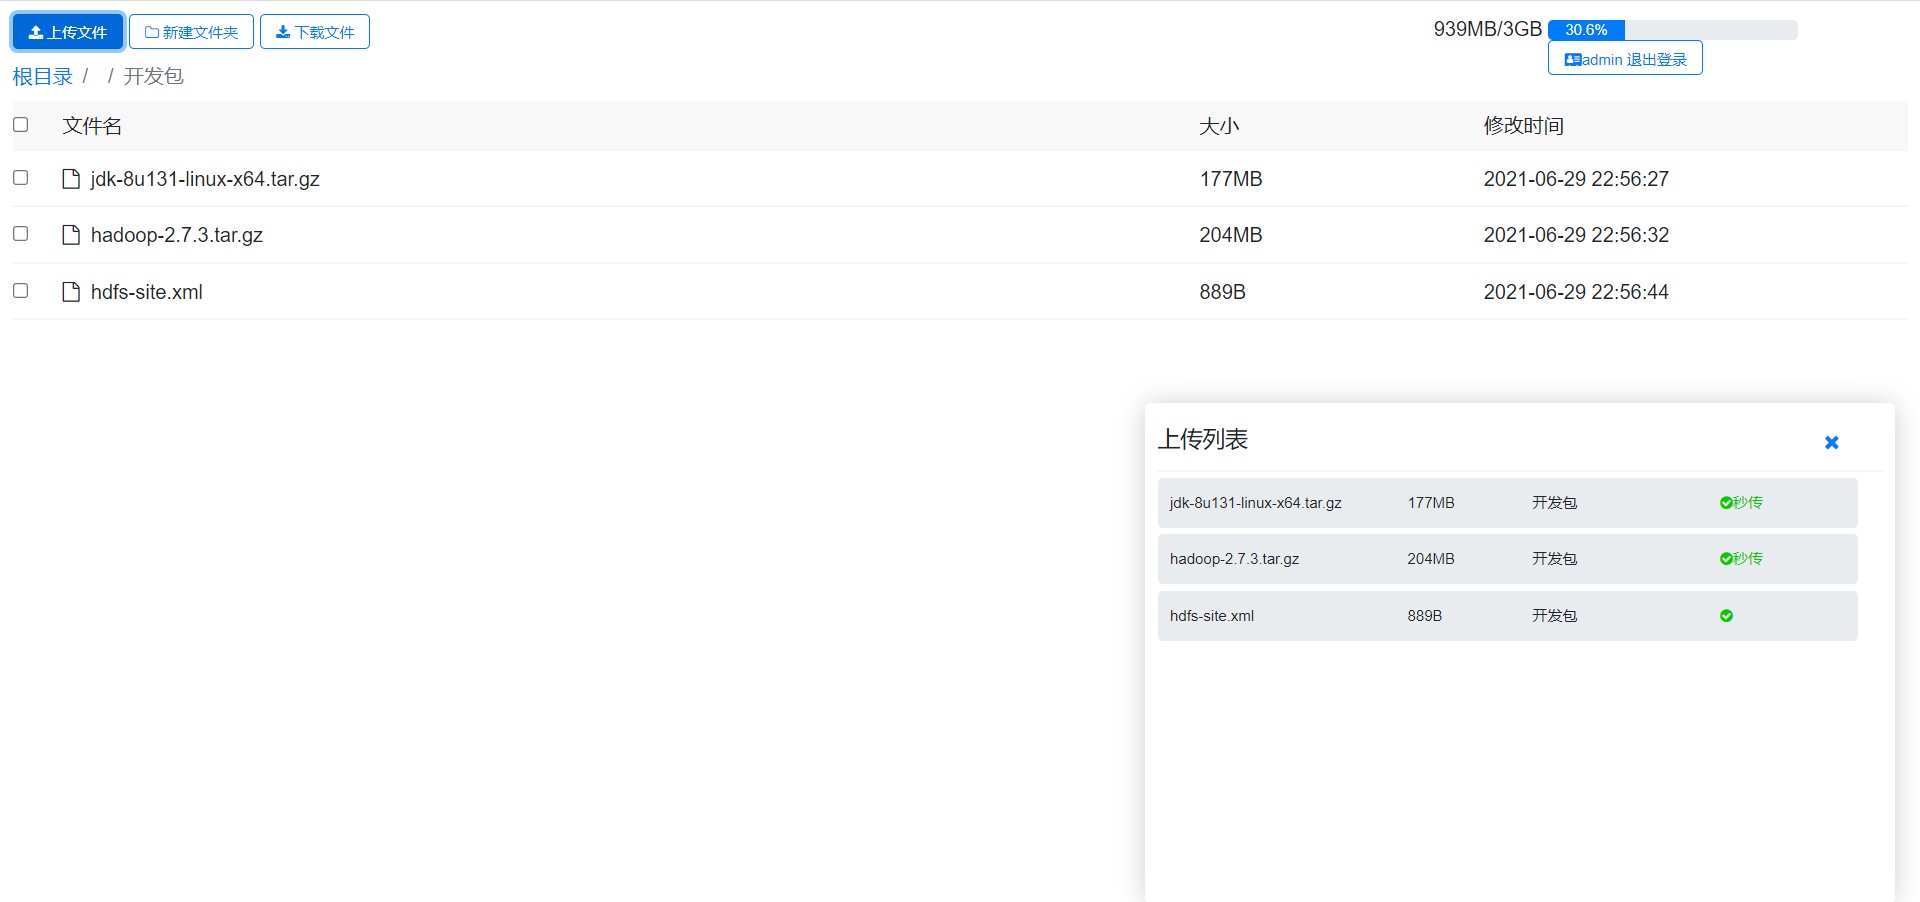 上传文件 新建文件夹 下载文件 939MB/3GB 30.6%
admin 退出登录
根目录 / / 开发包
文件名 大小 修改时间
jdk-8u131-linux-x64.tar.gz 177MB 2021-06-29 22:56:27
hadoop-2.7.3.tar.gz 204MB 2021-06-29 22:56:32
hdfs-site.xml 889B 2021-06-29 22:56:44
上传列表
jdk-8u131-linux-x64.tar.gz 177MB 开发包 秒传
hadoop-2.7.3.tar.gz 204MB 开发包 秒传
hdfs-site.xml 889B 开发包